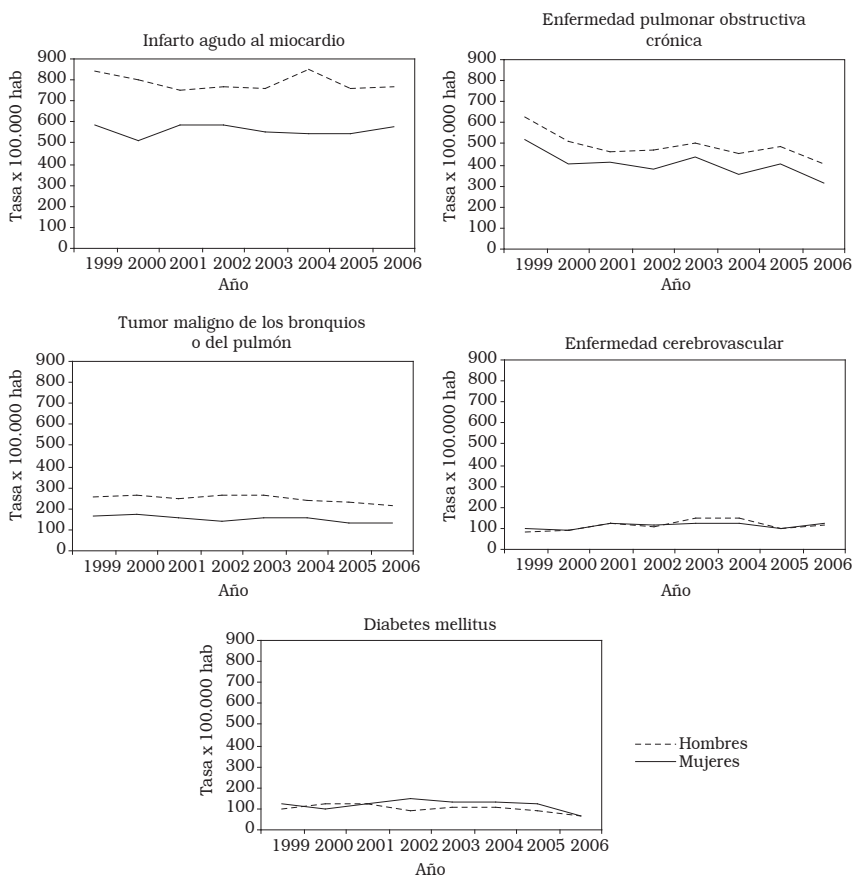 Infarto agudo al miocardio
Tasa x 100.000 hab
900
800
700
600
500
400
300
200
100
0
1999 2000 2001 2002 2003 2004 2005 2006
Año
Enfermedad pulmonar obstructiva
crónica
Tasa x 100.000 hab
900
800
700
600
500
400
300
200
100
0
1999 2000 2001 2002 2003 2004 2005 2006
Año
Tumor maligno de los bronquios
o del pulmón
Tasa x 100.000 hab
900
800
700
600
500
400
300
200
100
0
1999 2000 2001 2002 2003 2004 2005 2006
Año
Enfermedad cerebrovascular
Tasa x 100.000 hab
900
800
700
600
500
400
300
200
100
0
1999 2000 2001 2002 2003 2004 2005 2006
Año
Diabetes mellitus
Tasa x 100.000 hab
900
800
700
600
500
400
300
200
100
0
1999 2000 2001 2002 2003 2004 2005 2006
Año
Hombres
Mujeres